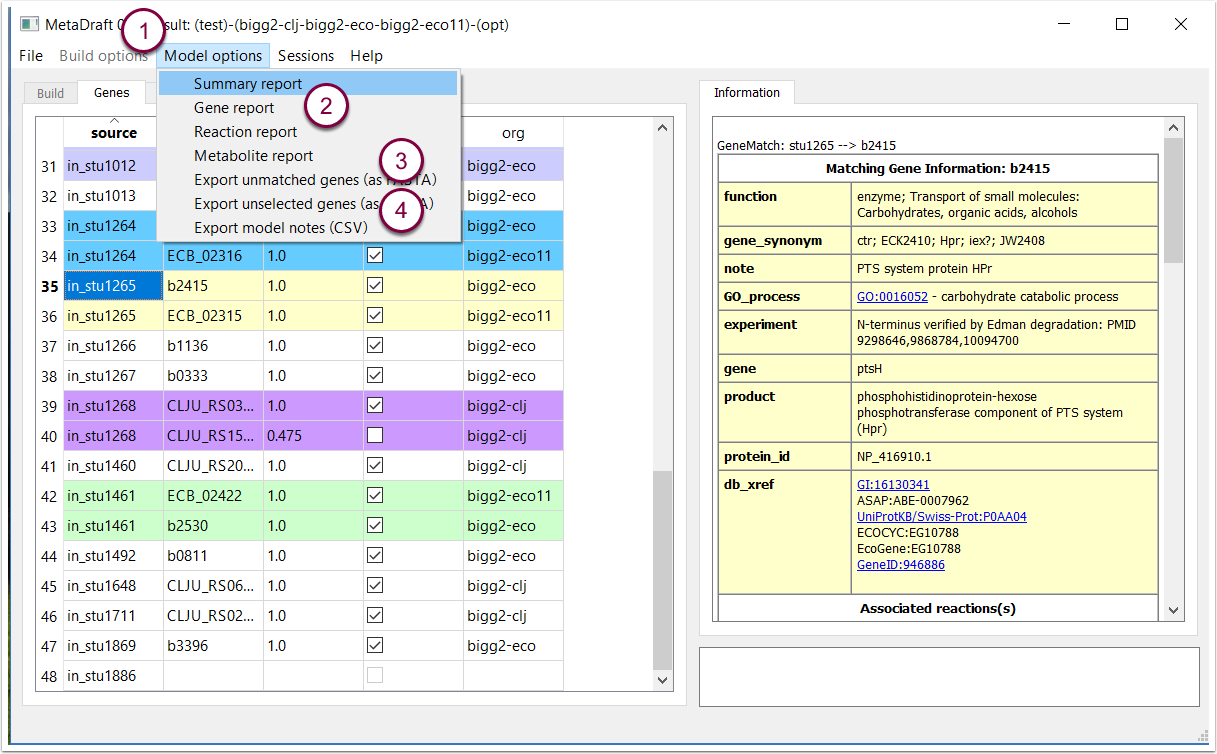 MetaDraft 0 sult: (test)-(bigg2-clj-bigg2-eco-bigg2-eco11)-(opt)
1
File Build options Model options Sessions Help
Summary report
Gene report
2
Reaction report
Metabolite report
3
Export unmatched genes (as FASTA)
Export unselected genes (as A)
4
Export model notes (CSV)
Build Genes
source org
31 in_stu1012 bigg2-eco
32 in_stu1013 bigg2-eco
33 in_stu1264 bigg2-eco
34 in_stu1264 ECB_02316 1.0 bigg2-eco11
35 in_stu1265 b2415 1.0 bigg2-eco
36 in_stu1265 ECB_02315 1.0 bigg2-eco11
37 in_stu1266 b1136 1.0 bigg2-eco
38 in_stu1267 b0333 1.0 bigg2-eco
39 in_stu1268 CLJU_RS03... 1.0 bigg2-clj
40 in_stu1268 CLJU_RS15... 0.475 bigg2-clj
41 in_stu1460 CLJU_RS20... 1.0 bigg2-clj
42 in_stu1461 ECB_02422 1.0 bigg2-eco11
43 in_stu1461 b2530 1.0 bigg2-eco
44 in_stu1492 b0811 1.0 bigg2-eco
45 in_stu1648 CLJU_RS06... 1.0 bigg2-clj
46 in_stu1711 CLJU_RS02... 1.0 bigg2-clj
47 in_stu1869 b3396 1.0 bigg2-eco
48 in_stu1886
Information
GeneMatch: stu1265 --> b2415
Matching Gene Information: b2415
function enzyme; Transport of small molecules:
Carbohydrates, organic acids, alcohols
gene_synonym ctr; ECK2410; Hpr; iex?; JW2408
note PTS system protein HPr
GO_process GO:0016052 - carbohydrate catabolic process
experiment N-terminus verified by Edman degradation: PMID
9298646,9868784,10094700
gene ptsH
product phosphohistidinoprotein-hexose
phosphotransferase component of PTS system
(Hpr)
protein_id NP_416910.1
db_xref GI:16130341
ASAP:ABE-0007962
UniProtKB/Swiss-Prot:P0AA04
ECOCYC:EG10788
EcoGene:EG10788
GeneID:946886
Associated reactions(s)